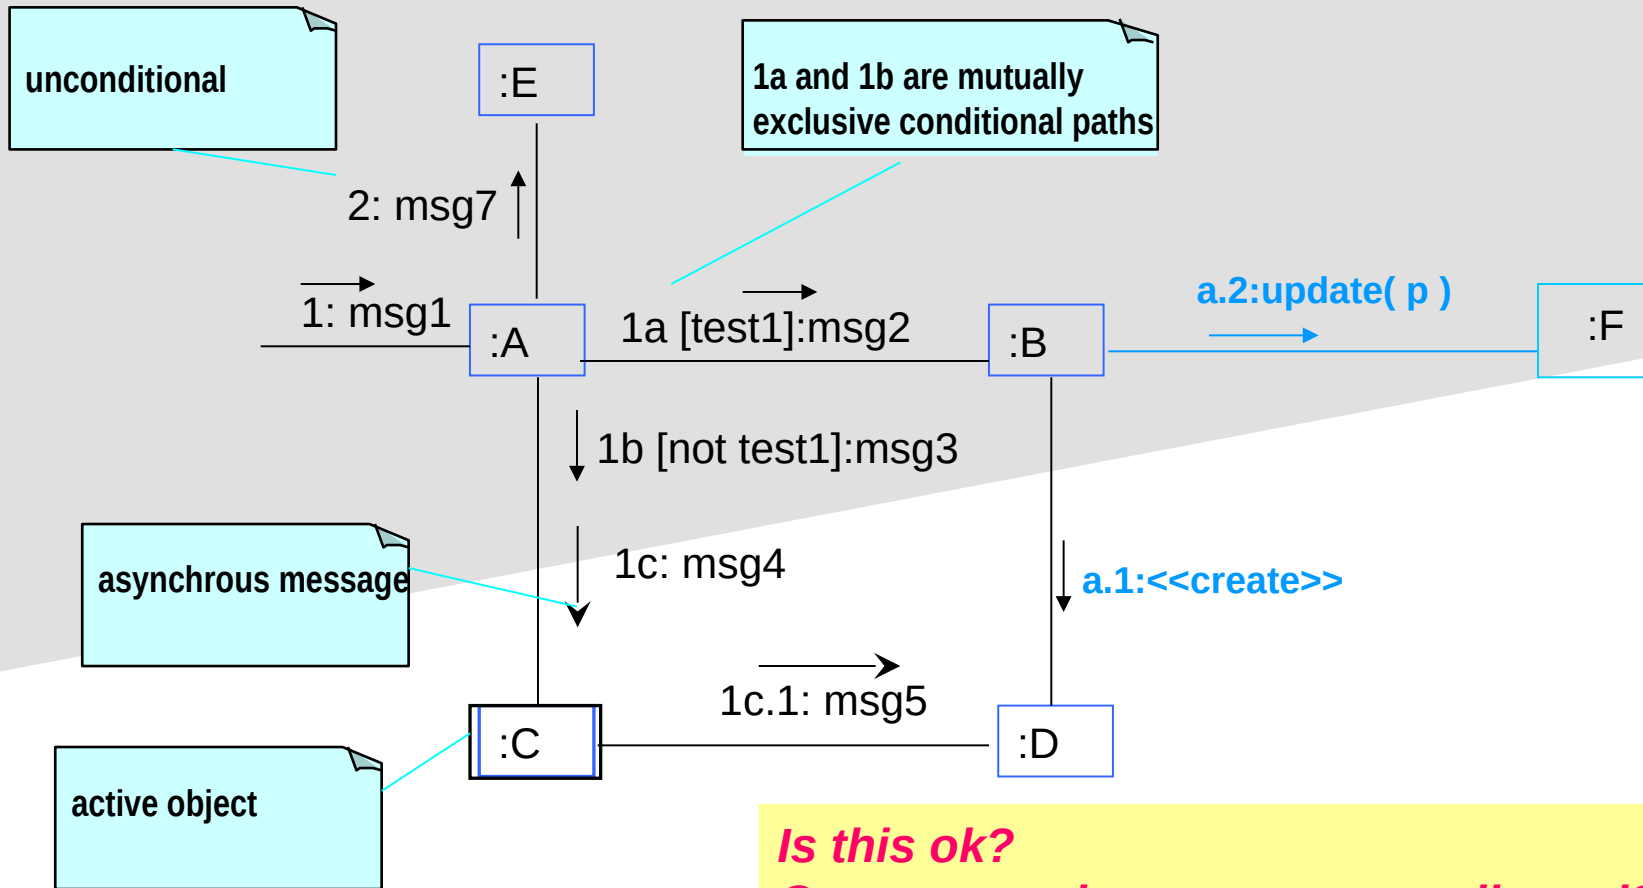 unconditional
:E
1a and 1b are mutually
exclusive conditional paths
2: msg7
1: msg1
:A
1a [test1]:msg2
:B
a.2:update( p )
:F
1b [not test1]:msg3
asynchrous message
1c: msg4
a.1:<<create>>
1c.1: msg5
:C
:D
active object
Is this ok?